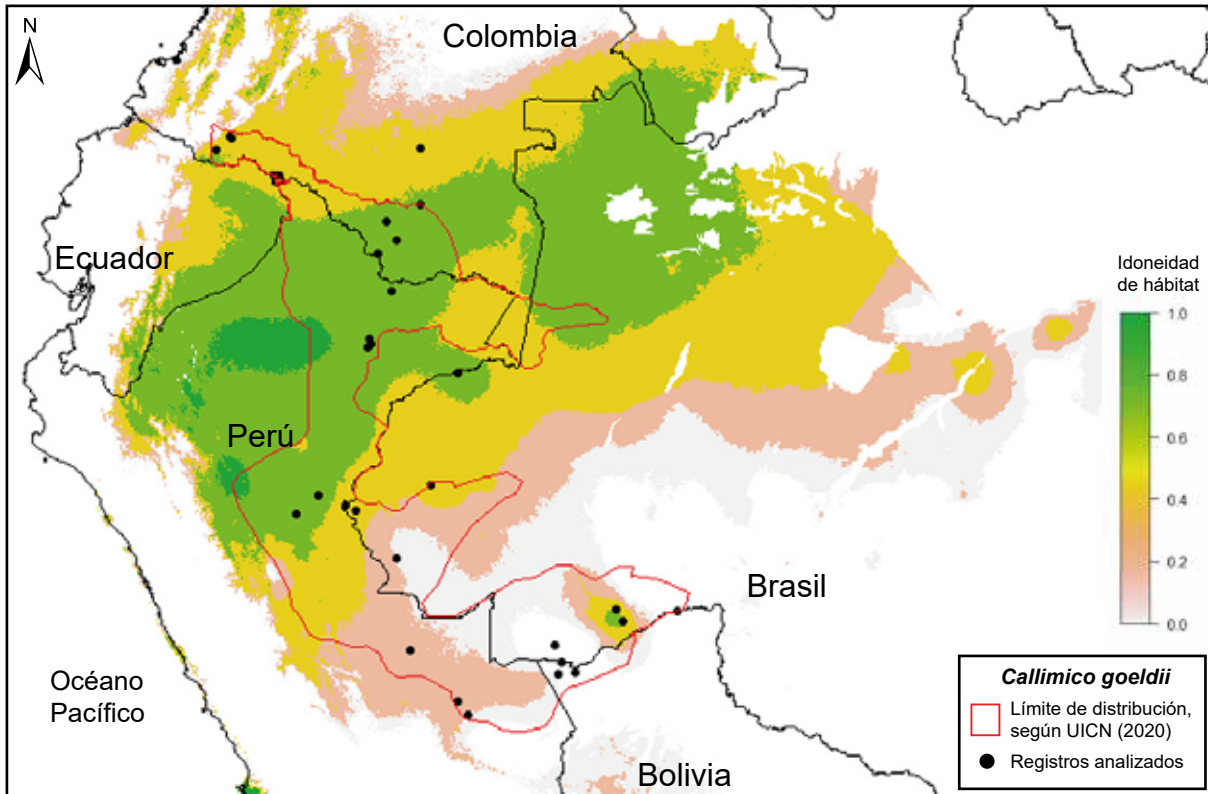 N
Colombia
Ecuador
Perú
Brasil
Bolivia
Océano
Pacífico
Idoneidad
de hábitat
1.0
0.8
0.6
0.4
0.2
0.0
Callimico goeldii
Límite de distribución,
según UICN (2020)
Registros analizados